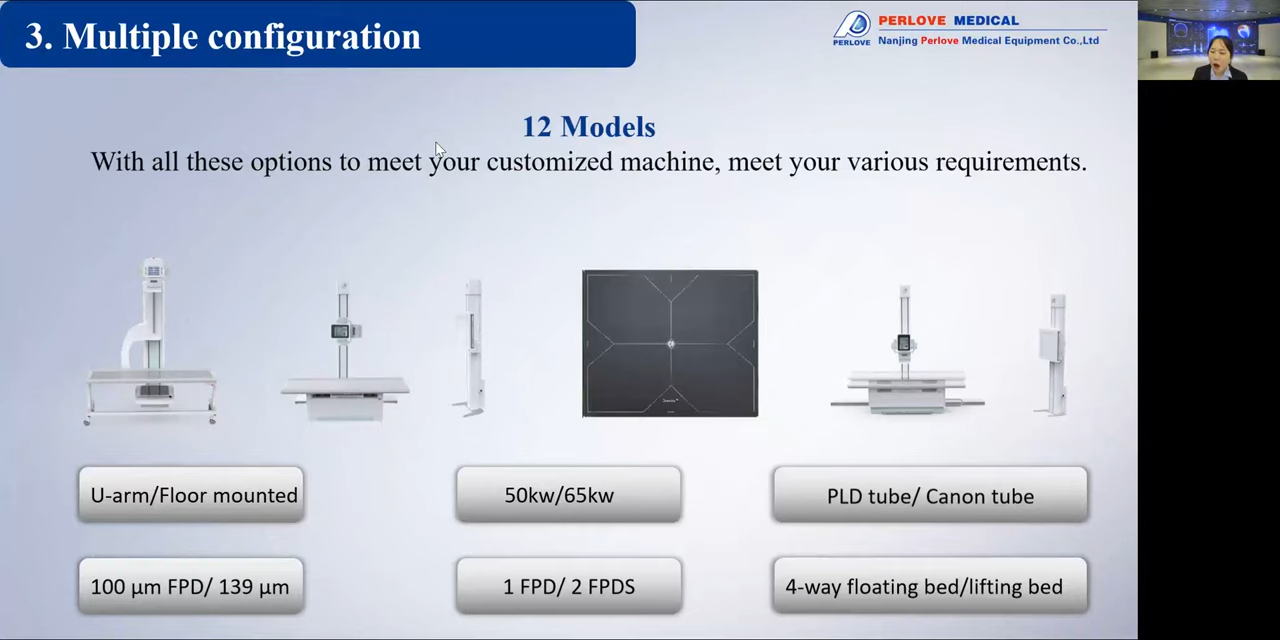 3. Multiple configuration
PERLOVE
PERLOVE MEDICAL
Nanjing Perlove Medical Equipment Co.,Ltd
12 Models
With all these options to meet your customized machine, meet your various requirements.
U-arm/Floor mounted
50kw/65kw
PLD tube/ Canon tube
100 µm FPD/ 139 µm
1 FPD/ 2 FPDS
4-way floating bed/lifting bed